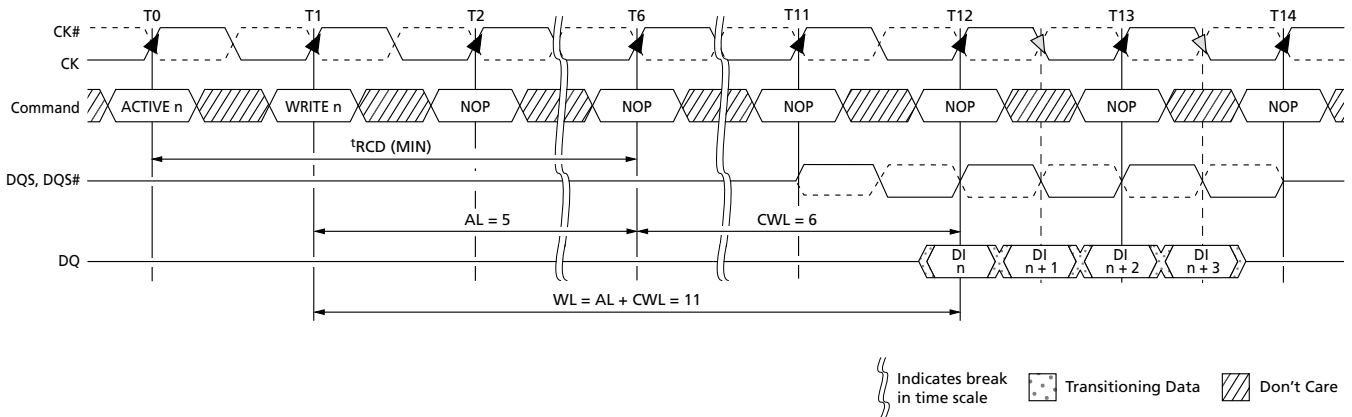 T0 T1 T2 T6 T11 T12 T13 T14
CK#
CK
Command ACTIVE n WRITE n NOP NOP NOP NOP NOP NOP
tRCD (MIN)
DQS, DQS#
AL = 5 CWL = 6
DQ DI n DI n + 1 DI n + 2 DI n + 3
WL = AL + CWL = 11
Indicates break in time scale
Transitioning Data
Don't Care